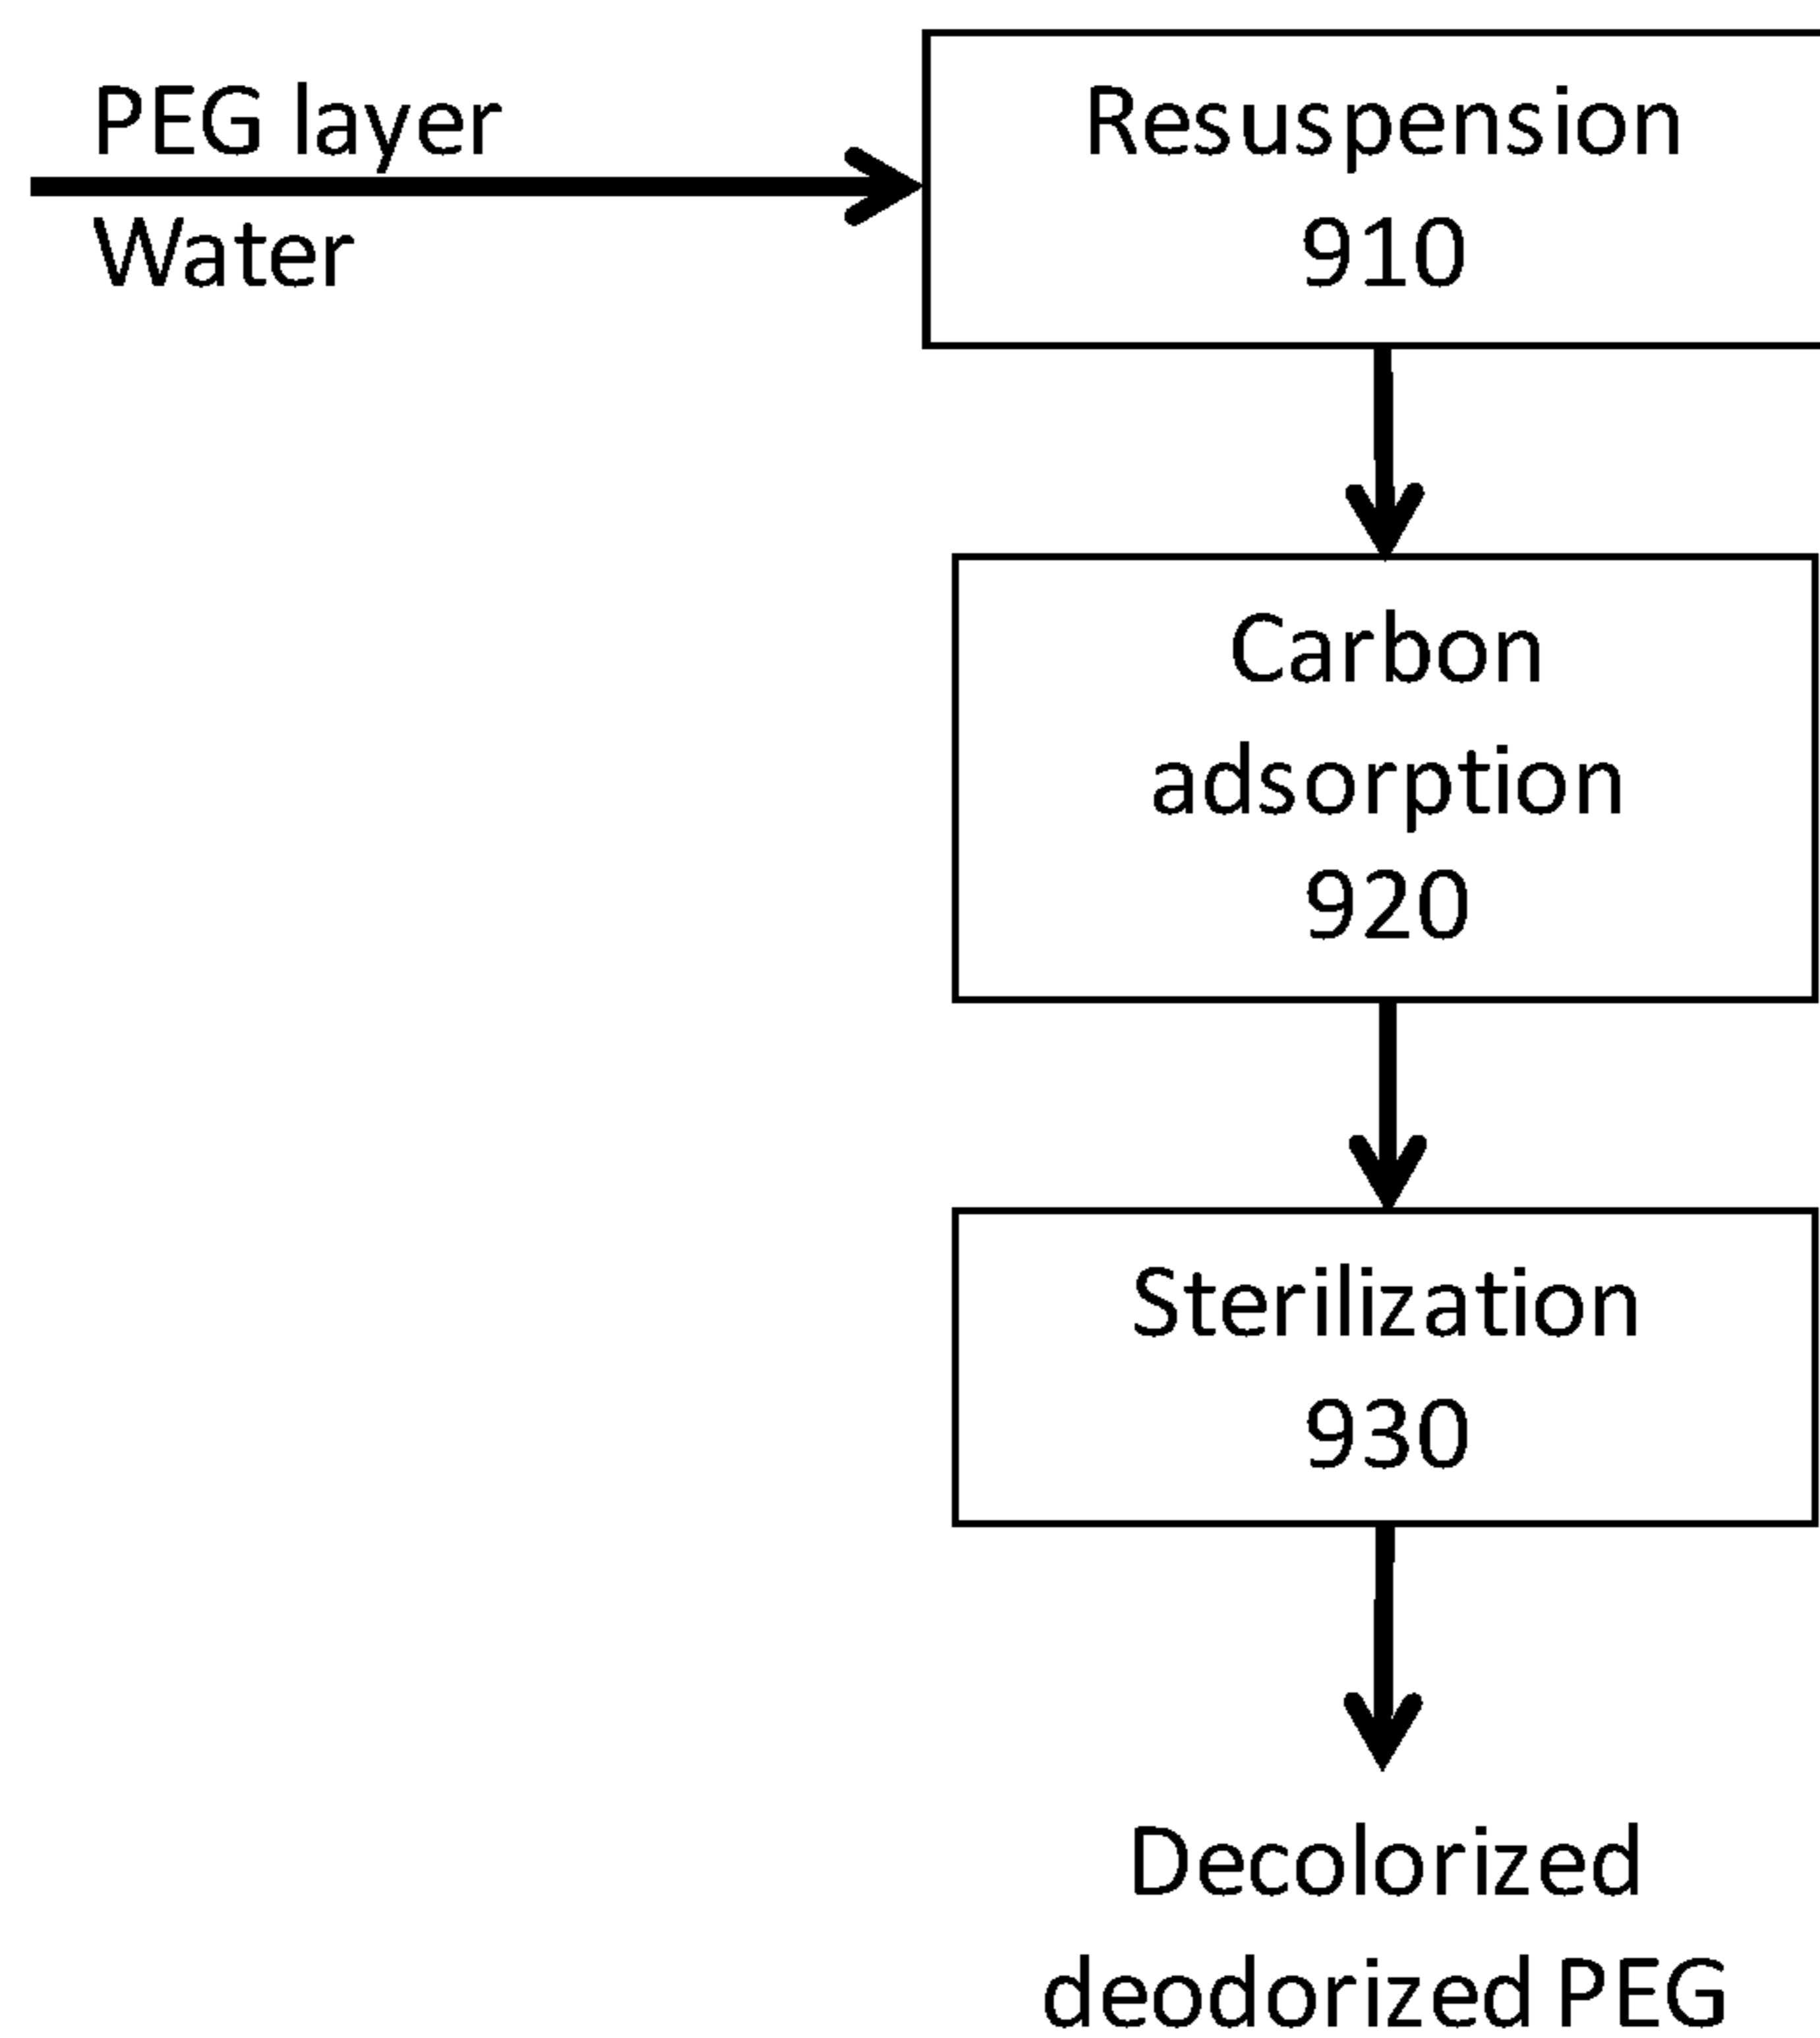 PEG layer
Water
Resuspension
910
Carbon
adsorption
920
Sterilization
930
Decolorized
deodorized PEG